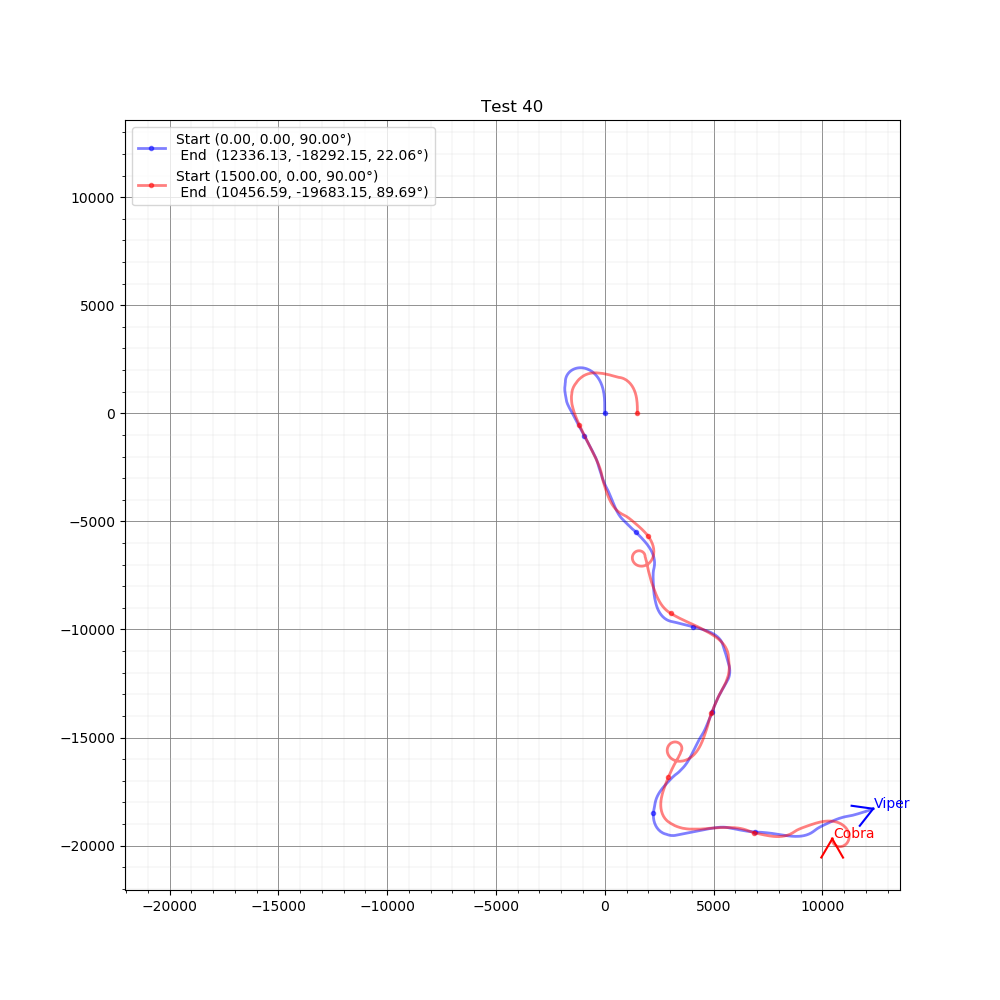 Test 40
Start (0.00, 0.00, 90.00°)
End  (12336.13, -18292.15, 22.06°)
Start (1500.00, 0.00, 90.00°)
End  (10456.59, -19683.15, 89.69°)
10000
5000
0
−5000
−10000
−15000
−20000
Viper
Cobra
−20000 −15000 −10000 −5000 0 5000 10000